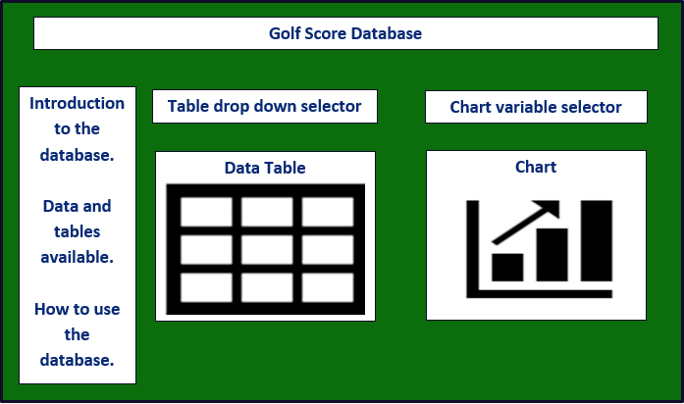 Golf Score Database
Introduction
to the
database.
Data and
tables
available.
How to use
the
database.
Table drop down selector
Data Table
Chart variable selector
Chart